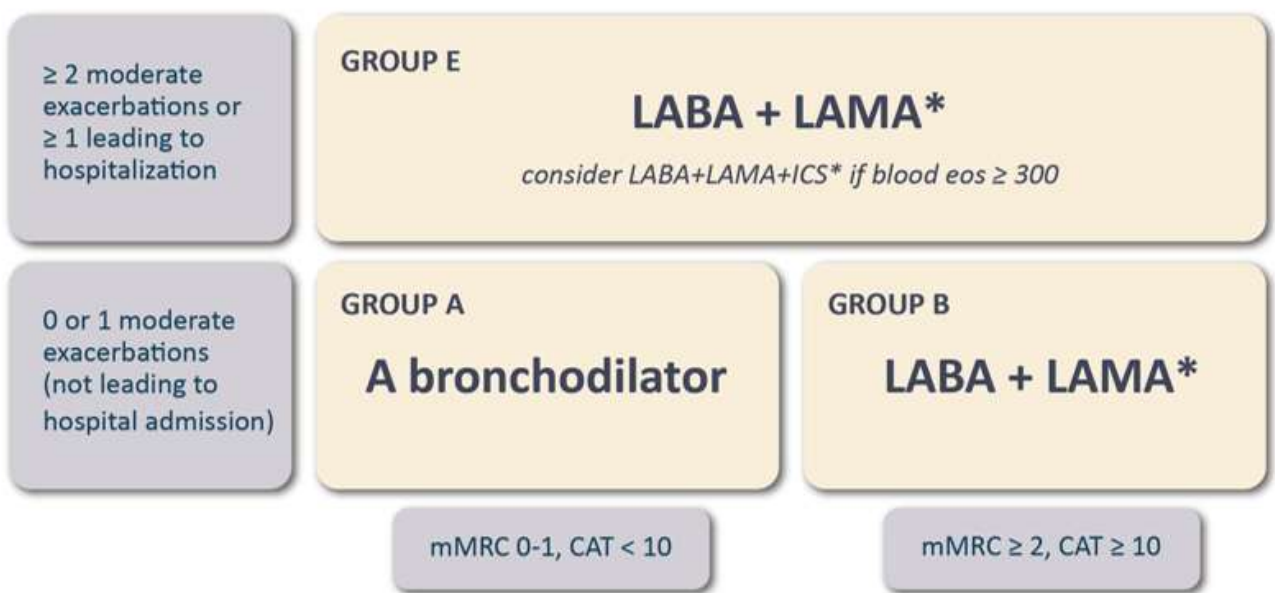 ≥ 2 moderate
exacerbations or
≥ 1 leading to
hospitalization
GROUP E
LABA + LAMA*
consider LABA+LAMA+ICS* if blood eos ≥ 300
0 or 1 moderate
exacerbations
(not leading to
hospital admission)
GROUP A
A bronchodilator
GROUP B
LABA + LAMA*
mMRC 0-1, CAT < 10
mMRC ≥ 2, CAT ≥ 10